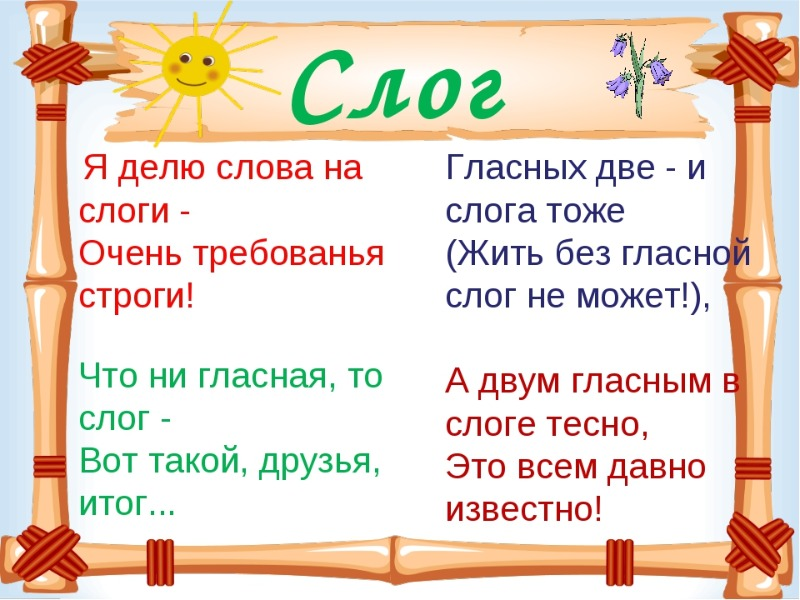 Слог
Я делю слова на
слоги -
Очень требованья
строги!
Что ни гласная, то
слог -
Вот такой, друзья,
итог...
Гласных две - и
слога тоже
(Жить без гласной
слог не может!),
А двум гласным в
слоге тесно,
Это всем давно
известно!